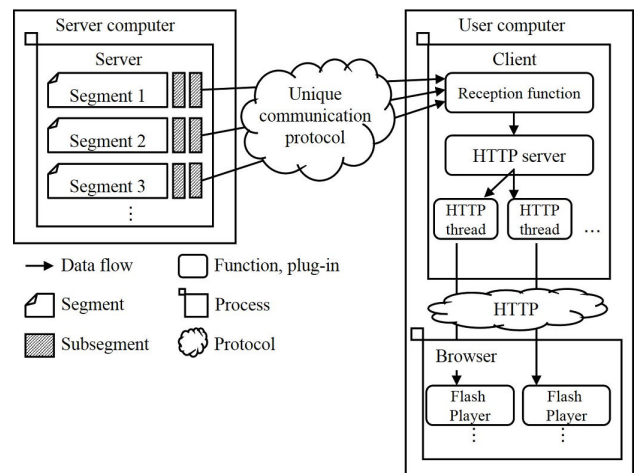 Server computer
Server
Segment 1
Segment 2
Segment 3
⋮
Unique
communication
protocol
User computer
Client
Reception function
HTTP server
HTTP
thread
HTTP
thread
...
HTTP
Browser
Flash
Player
⋮
Flash
Player
⋮
Data flow
Function, plug-in
Segment
Process
Subsegment
Protocol